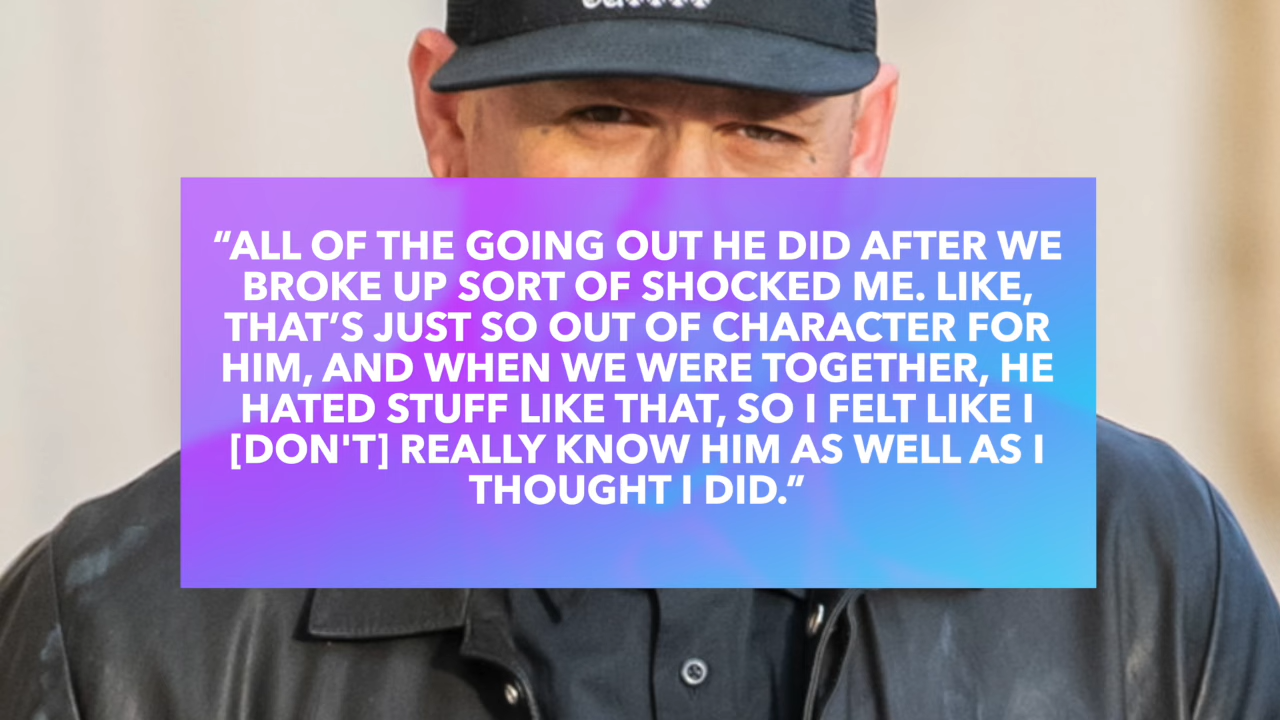 “ALL OF THE GOING OUT HE DID AFTER WE
BROKE UP SORT OF SHOCKED ME. LIKE,
THAT’S JUST SO OUT OF CHARACTER FOR
HIM, AND WHEN WE WERE TOGETHER, HE
HATED STUFF LIKE THAT, SO I FELT LIKE I
[DON'T] REALLY KNOW HIM AS WELL AS I
THOUGHT I DID.”